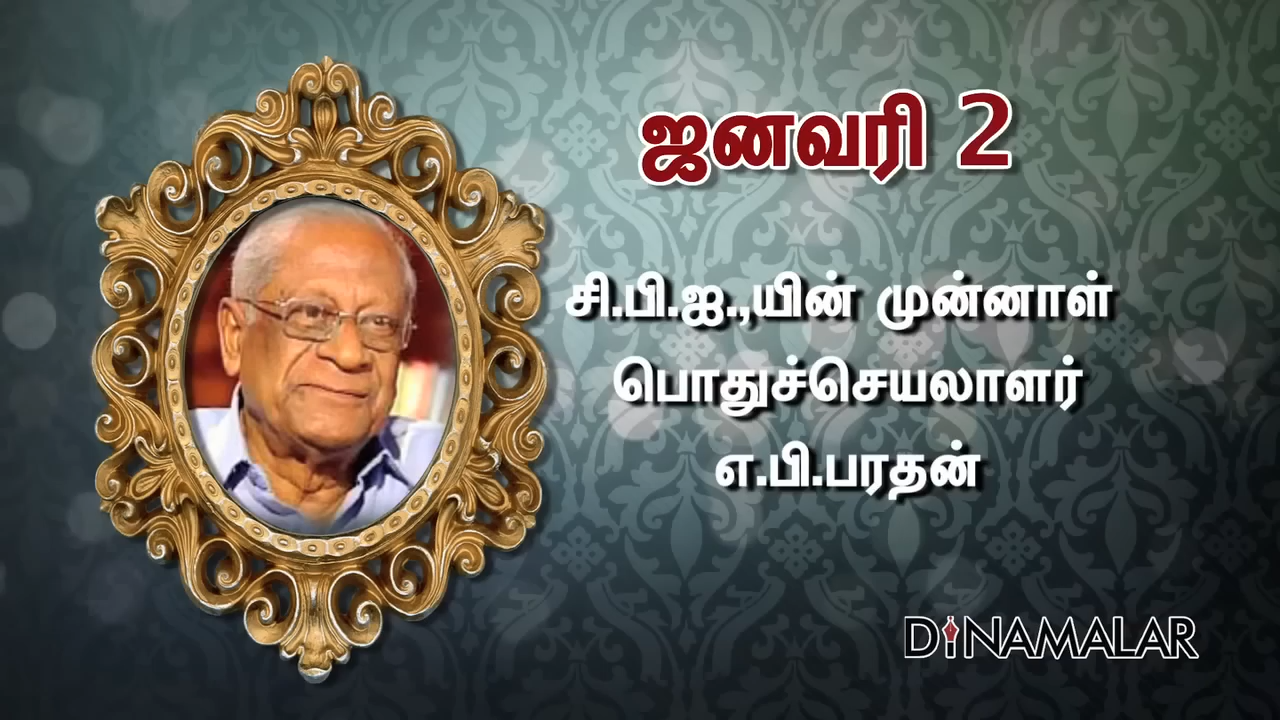 ஜனவரி 2
சி.பி.ஐ.,யின் முன்னாள்
பொதுச்செயலாளர்
எ.பி.பரதன்
DINAMALAR